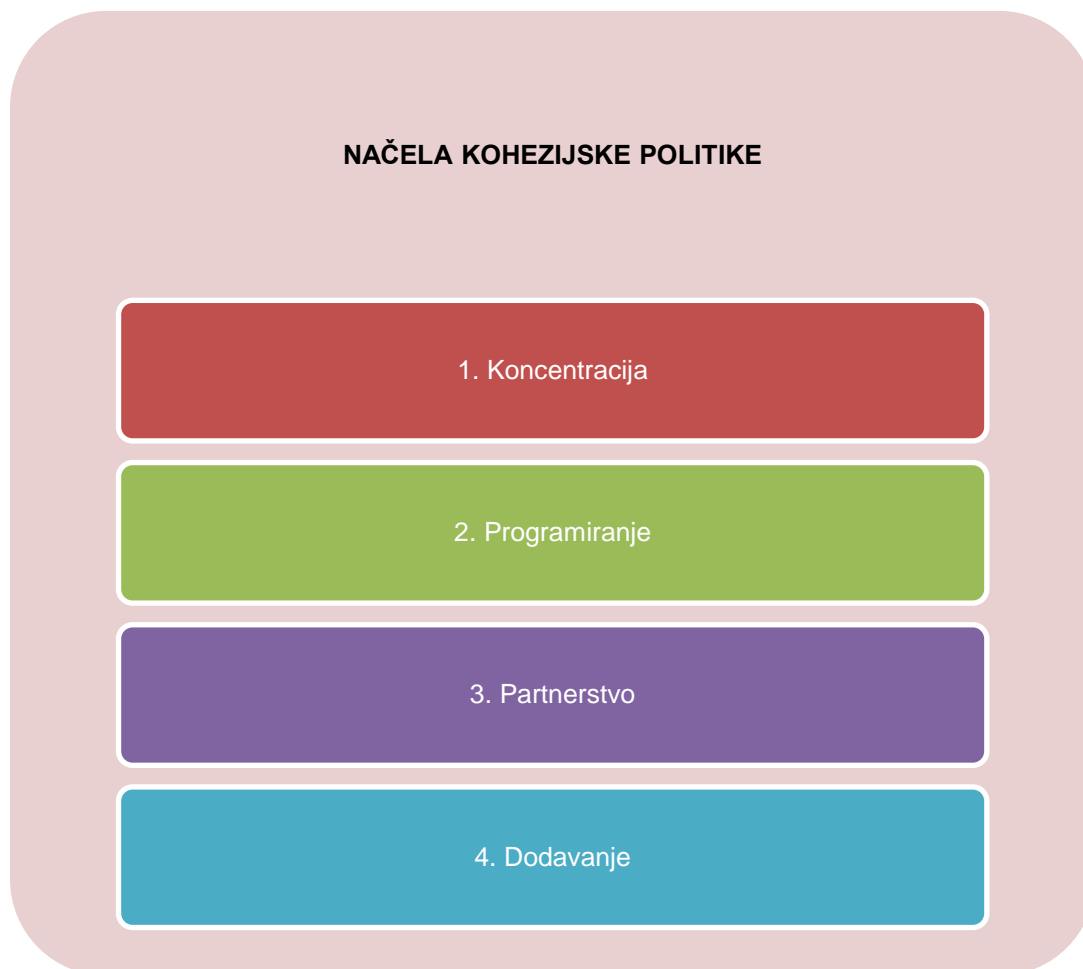 NAČELA KOHEZIJSKE POLITIKE
1. Koncentracija
2. Programiranje
3. Partnerstvo
4. Dodavanje